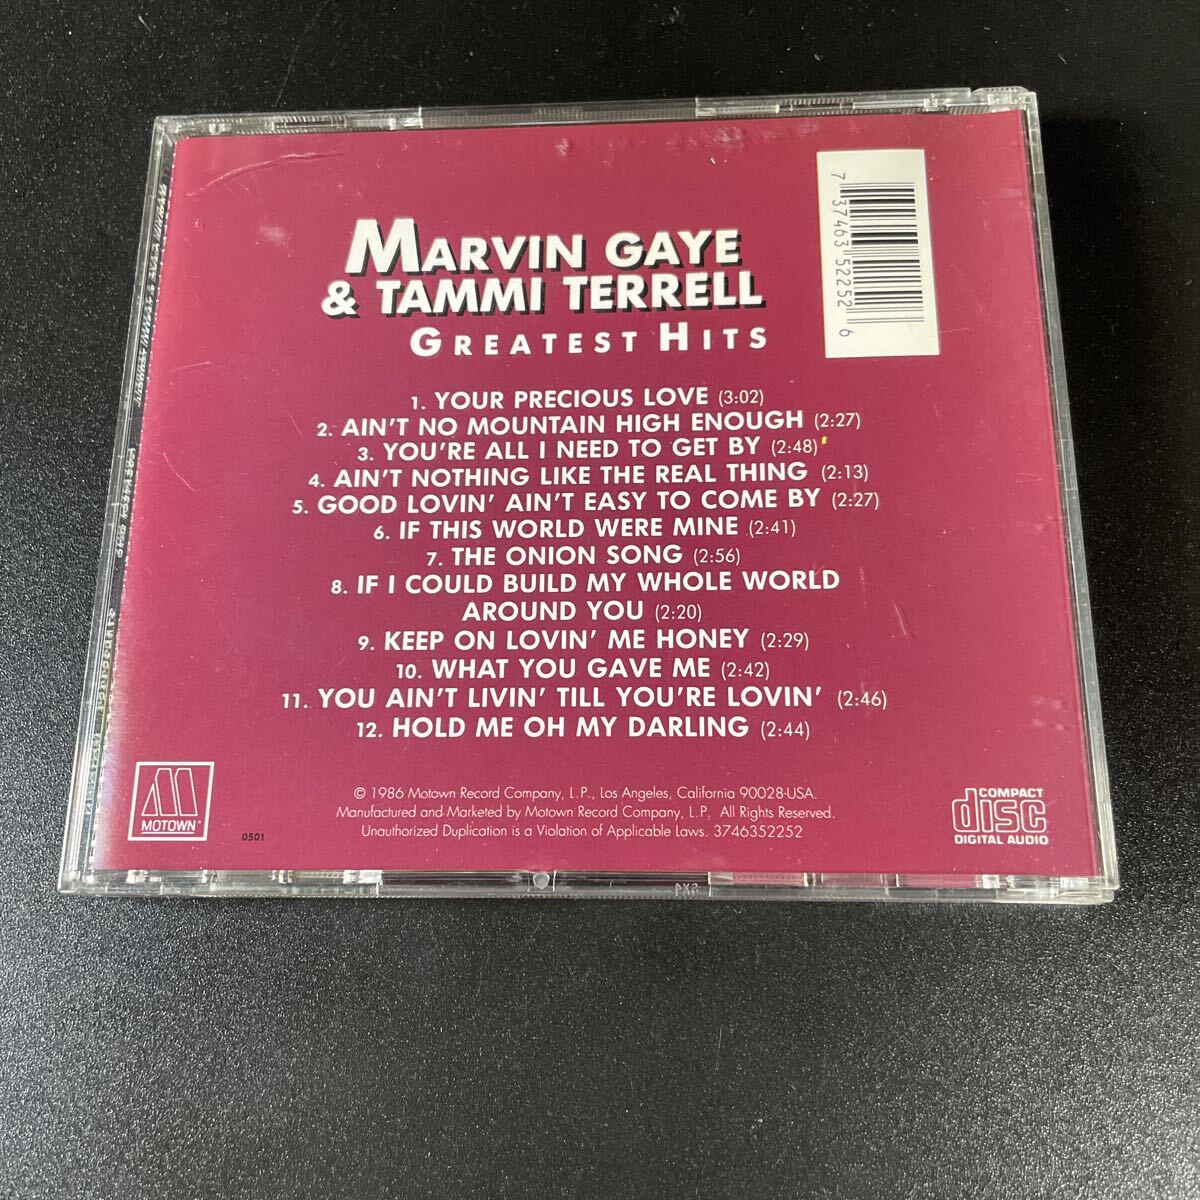 MARVIN GAYE
& TAMMI TERRELL
GREATEST HITS
7 37463 52252 6
1. YOUR PRECIOUS LOVE (3:02)
2. AIN'T NO MOUNTAIN HIGH ENOUGH (2:27)
3. YOU'RE ALL I NEED TO GET BY (2:48)
4. AIN'T NOTHING LIKE THE REAL THING (2:13)
5. GOOD LOVIN' AIN'T EASY TO COME BY (2:27)
6. IF THIS WORLD WERE MINE (2:41)
7. THE ONION SONG (2:56)
8. IF I COULD BUILD MY WHOLE WORLD
AROUND YOU (2:20)
9. KEEP ON LOVIN' ME HONEY (2:29)
10. WHAT YOU GAVE ME (2:42)
11. YOU AIN'T LIVIN' TILL YOU'RE LOVIN' (2:46)
12. HOLD ME OH MY DARLING (2:44)
© 1986 Motown Record Company, L.P., Los Angeles, California 90028-USA.
Manufactured and Marketed by Motown Record Company, L.P. All Rights Reserved.
Unauthorized Duplication is a Violation of Applicable Laws. 3746352252
MOTOWN
0501
COMPACT
disc
DIGITAL AUDIO